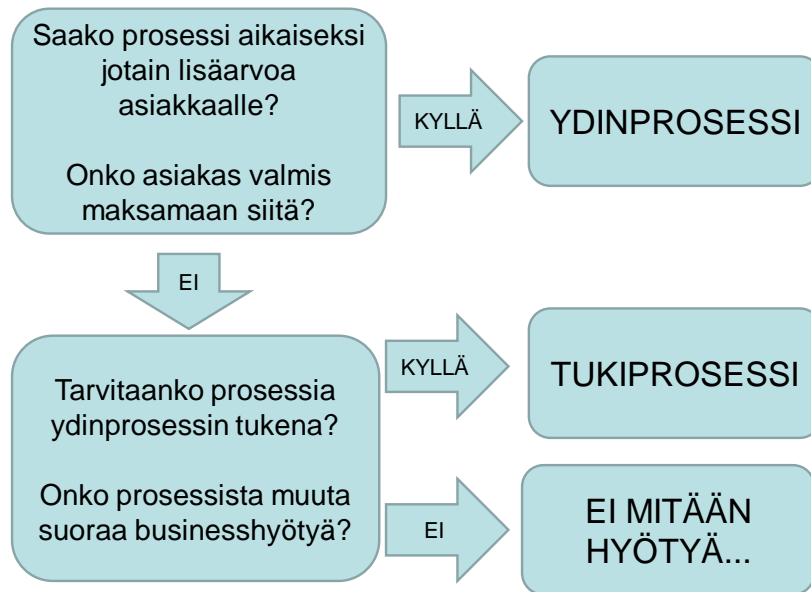 Saako prosessi aikaiseksi
jotain lisäarvoa
asiakkaalle?
Onko asiakas valmis
maksamaan siitä?
KYLLÄ
YDINPROSESSI
EI
Tarvitaanko prosessia
ydinprosessin tukena?
Onko prosessista muuta
suoraa businesshyötyä?
KYLLÄ
TUKIPROSESSI
EI
EI MITÄÄN
HYÖTYÄ...